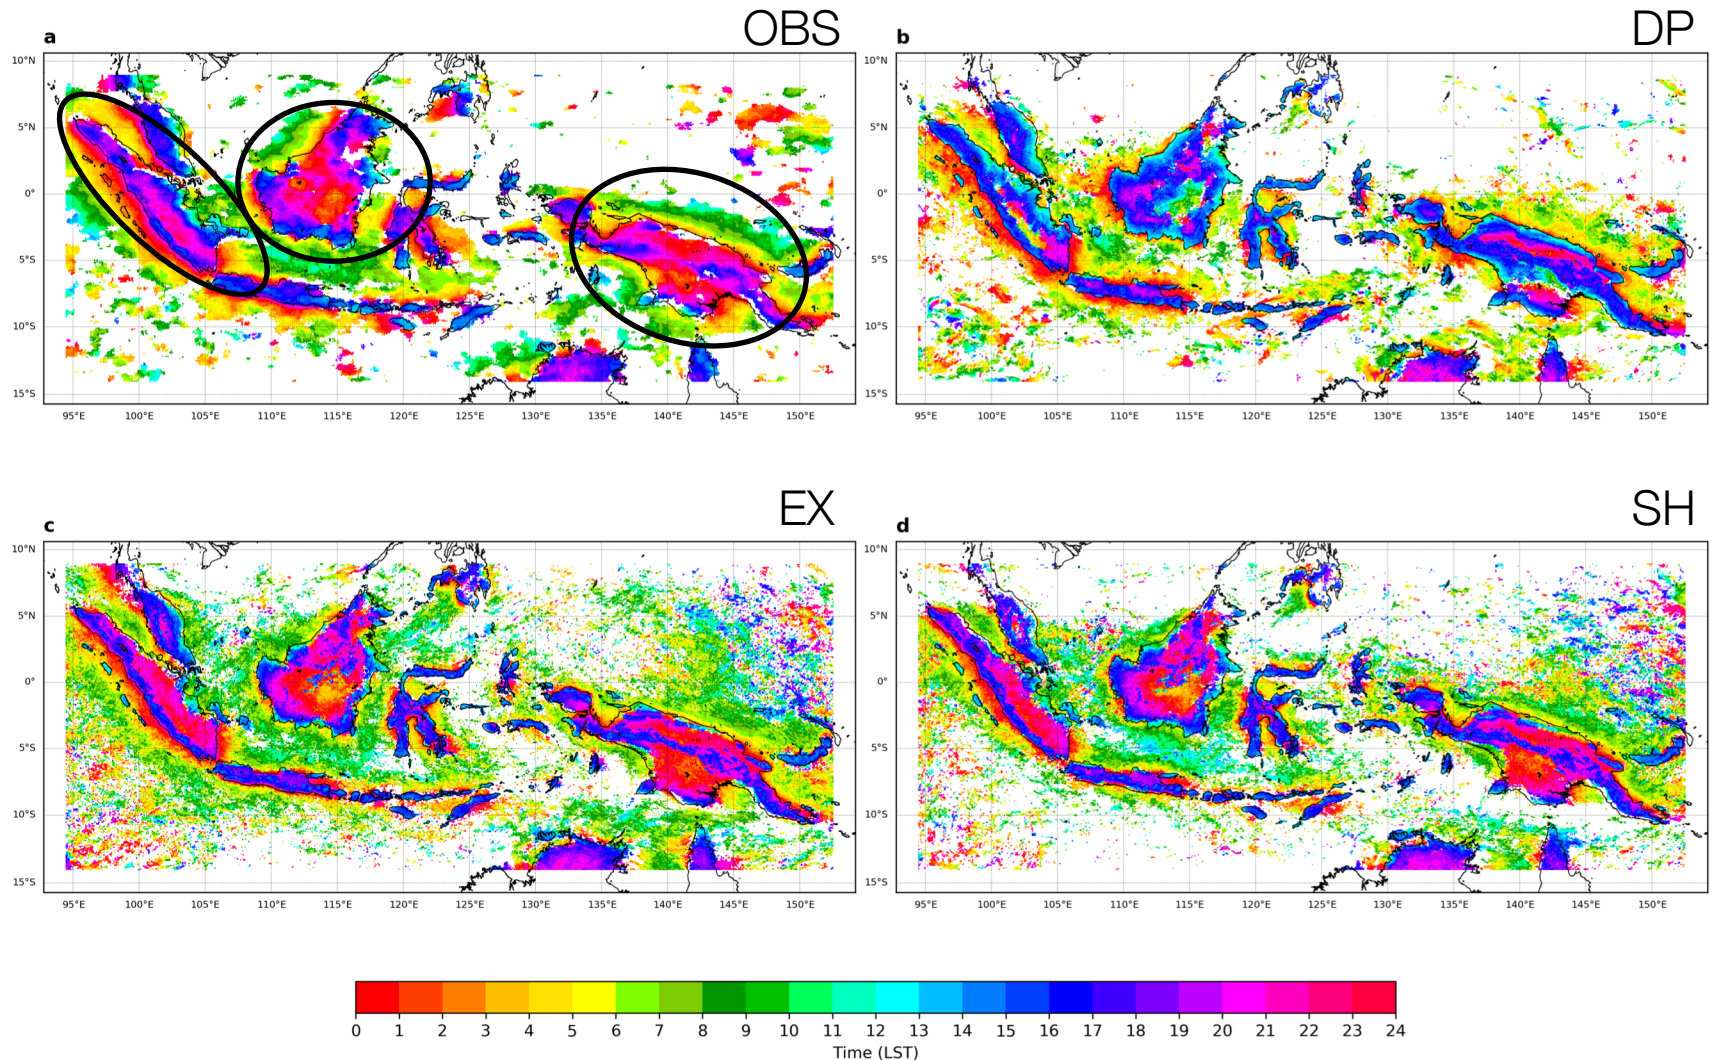 a OBS
b DP
10°N
5°N
0°
5°S
10°S
15°S
95°E 100°E 105°E 110°E 115°E 120°E 125°E 130°E 135°E 140°E 145°E 150°E
10°N
5°N
0°
5°S
10°S
15°S
95°E 100°E 105°E 110°E 115°E 120°E 125°E 130°E 135°E 140°E 145°E 150°E
c EX
d SH
10°N
5°N
0°
5°S
10°S
15°S
95°E 100°E 105°E 110°E 115°E 120°E 125°E 130°E 135°E 140°E 145°E 150°E
10°N
5°N
0°
5°S
10°S
15°S
95°E 100°E 105°E 110°E 115°E 120°E 125°E 130°E 135°E 140°E 145°E 150°E
0 1 2 3 4 5 6 7 8 9 10 11 12 13 14 15 16 17 18 19 20 21 22 23 24
Time (LST)